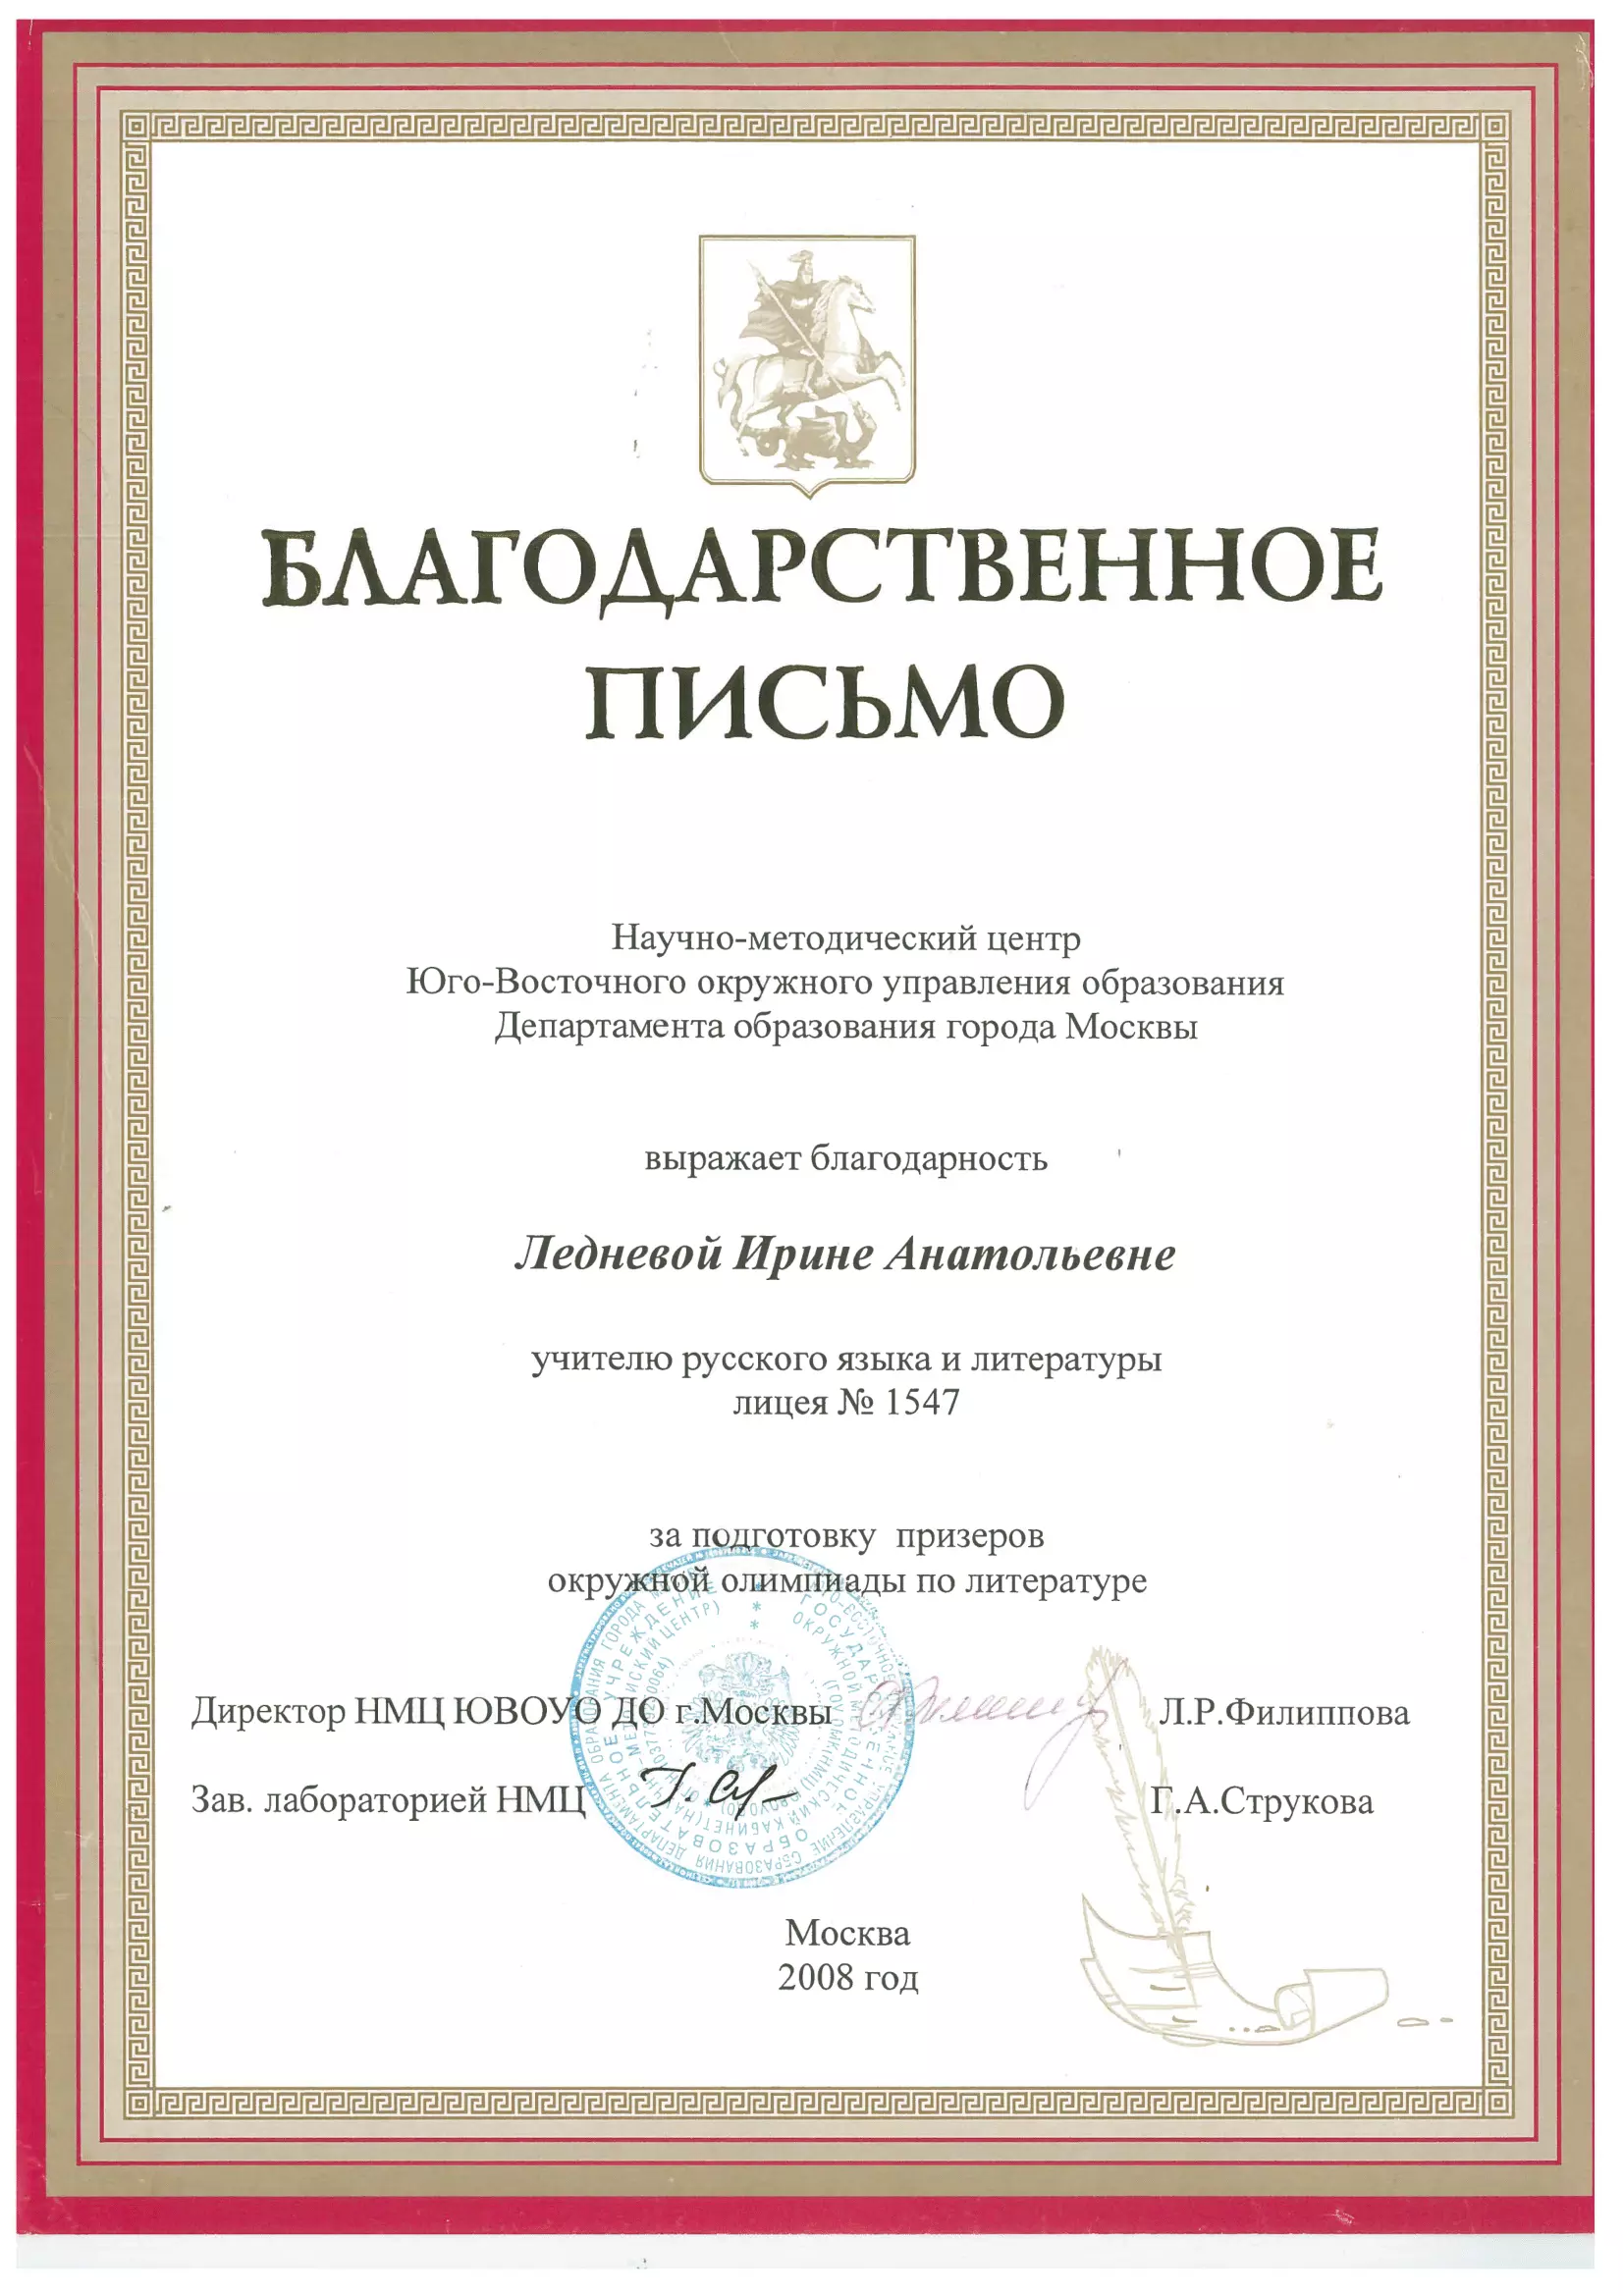 БЛАГОДАРСТВЕННОЕ
ПИСЬМО
Научно-методический центр
Юго-Восточного окружного управления образования
Департамента образования города Москвы
выражает благодарность
Ледневой Ирине Анатольевне
учителю русского языка и литературы
лицея № 1547
за подготовку призеров
окружной олимпиады по литературе
Директор НМЦ ЮВОУО ДО г.Москвы Л.Р.Филиппова
Зав. лабораторией НМЦ Г.А.Струкова
Москва
2008 год